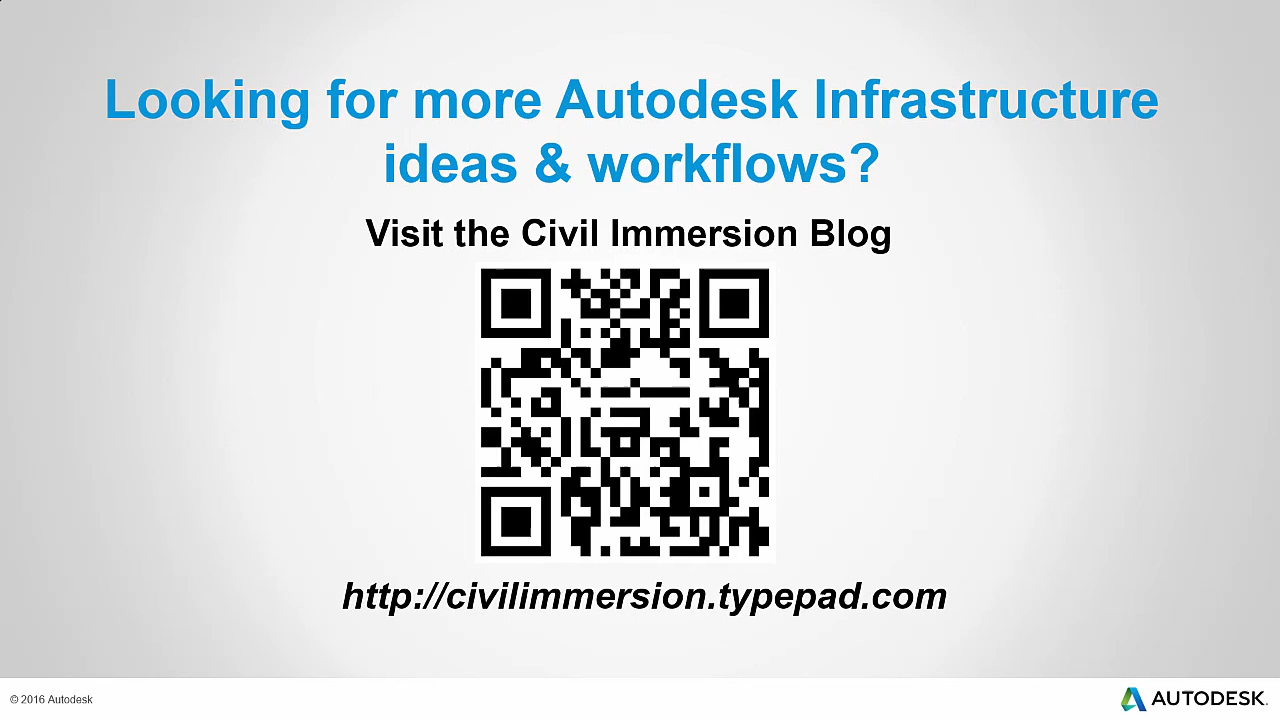 Looking for more Autodesk Infrastructure
ideas & workflows?
Visit the Civil Immersion Blog
http://civilimmersion.typepad.com
© 2016 Autodesk
AUTODESK.